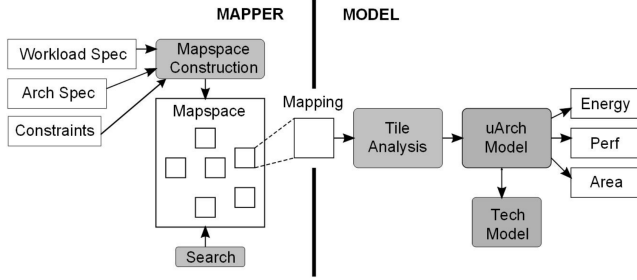 MAPPER
MODEL
Workload Spec
Arch Spec
Constraints
Mapspace
Construction
Mapspace
Search
Mapping
Tile
Analysis
uArch
Model
Tech
Model
Energy
Perf
Area